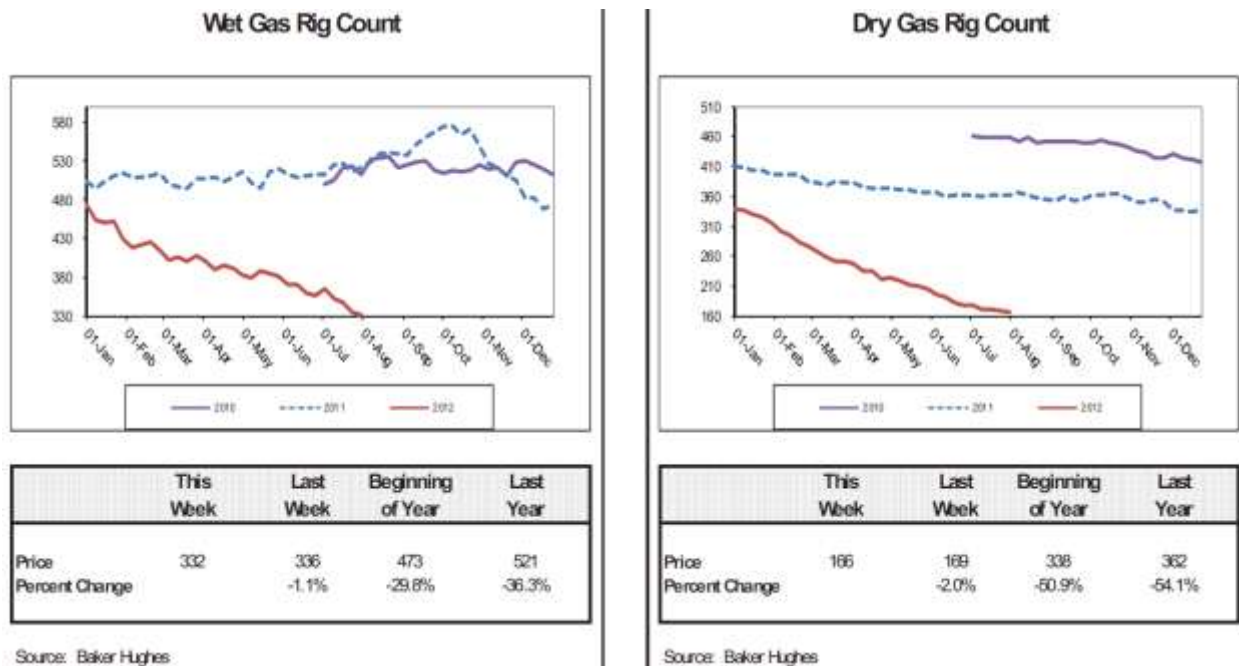 Wet Gas Rig Count
580
530
480
430
380
330
01-Jan 01-Feb 01-Mar 01-Apr 01-May 01-Jun 01-Jul 01-Aug 01-Sep 01-Oct 01-Nov 01-Dec
2010 2011 2012
This Last Beginning Last
Week Week of Year Year
Price 332 336 473 521
Percent Change -1.1% -29.8% -36.3%
Source: Baker Hughes
Dry Gas Rig Count
510
460
410
360
310
260
210
160
01-Jan 01-Feb 01-Mar 01-Apr 01-May 01-Jun 01-Jul 01-Aug 01-Sep 01-Oct 01-Nov 01-Dec
2010 2011 2012
This Last Beginning Last
Week Week of Year Year
Price 166 169 338 362
Percent Change -2.0% -50.9% -54.1%
Source: Baker Hughes